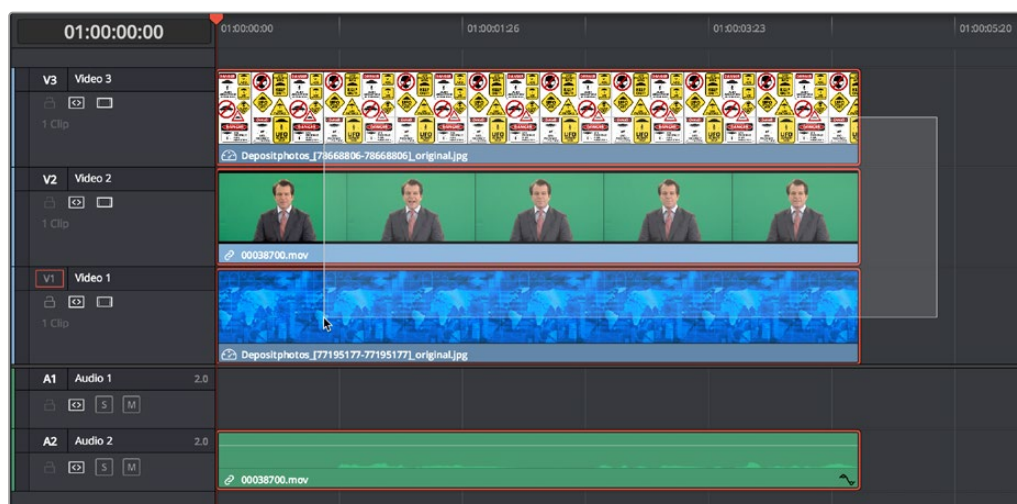 01:00:00:00
01:00:00:00 01:00:01:26 01:00:03:23 01:00:05:20
V3 Video 3
1 Clip
Depositphotos_[78668806-78668806]_original.jpg
V2 Video 2
1 Clip
00038700.mov
V1 Video 1
1 Clip
Depositphotos_[77195177-77195177]_original.jpg
A1 Audio 1 2.0
S M
A2 Audio 2 2.0
S M
00038700.mov